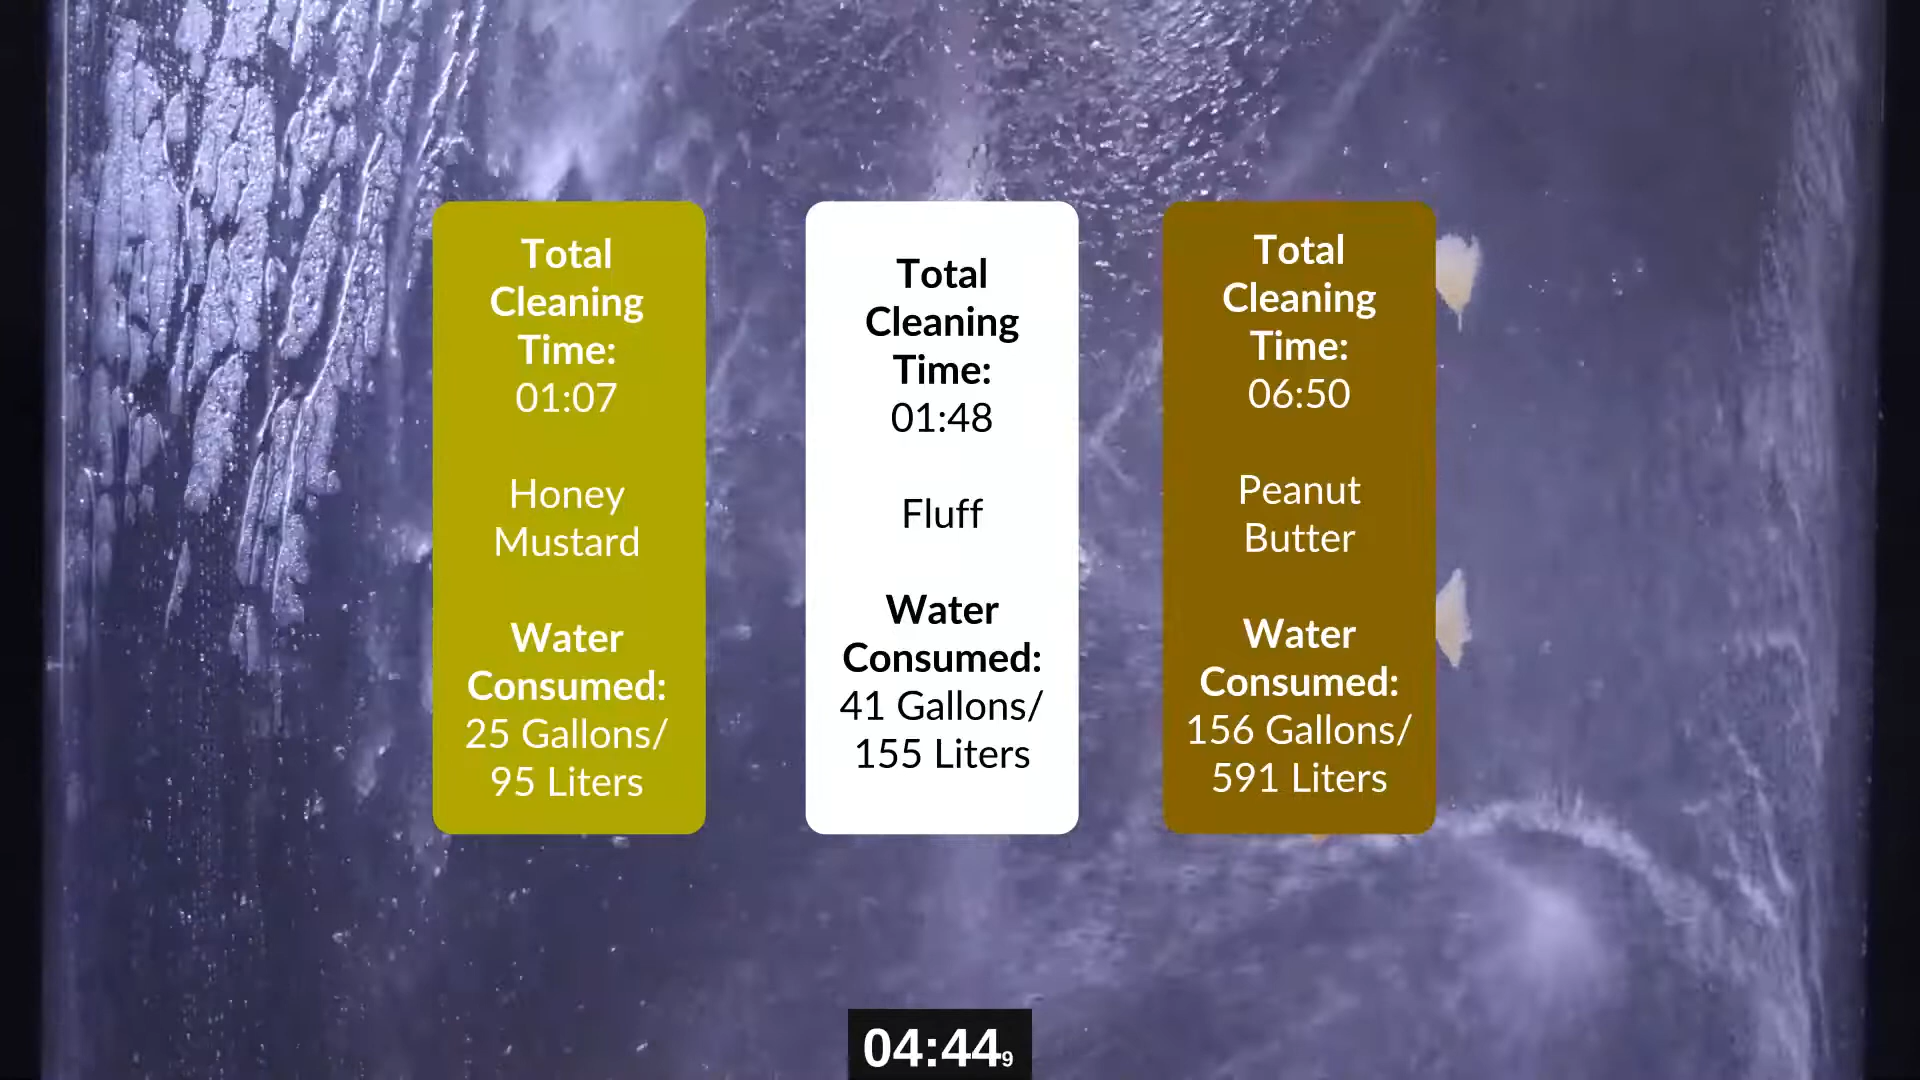 Total
Cleaning
Time:
01:07
Honey
Mustard
Water
Consumed:
25 Gallons/
95 Liters
Total
Cleaning
Time:
01:48
Fluff
Water
Consumed:
41 Gallons/
155 Liters
Total
Cleaning
Time:
06:50
Peanut
Butter
Water
Consumed:
156 Gallons/
591 Liters
04:449